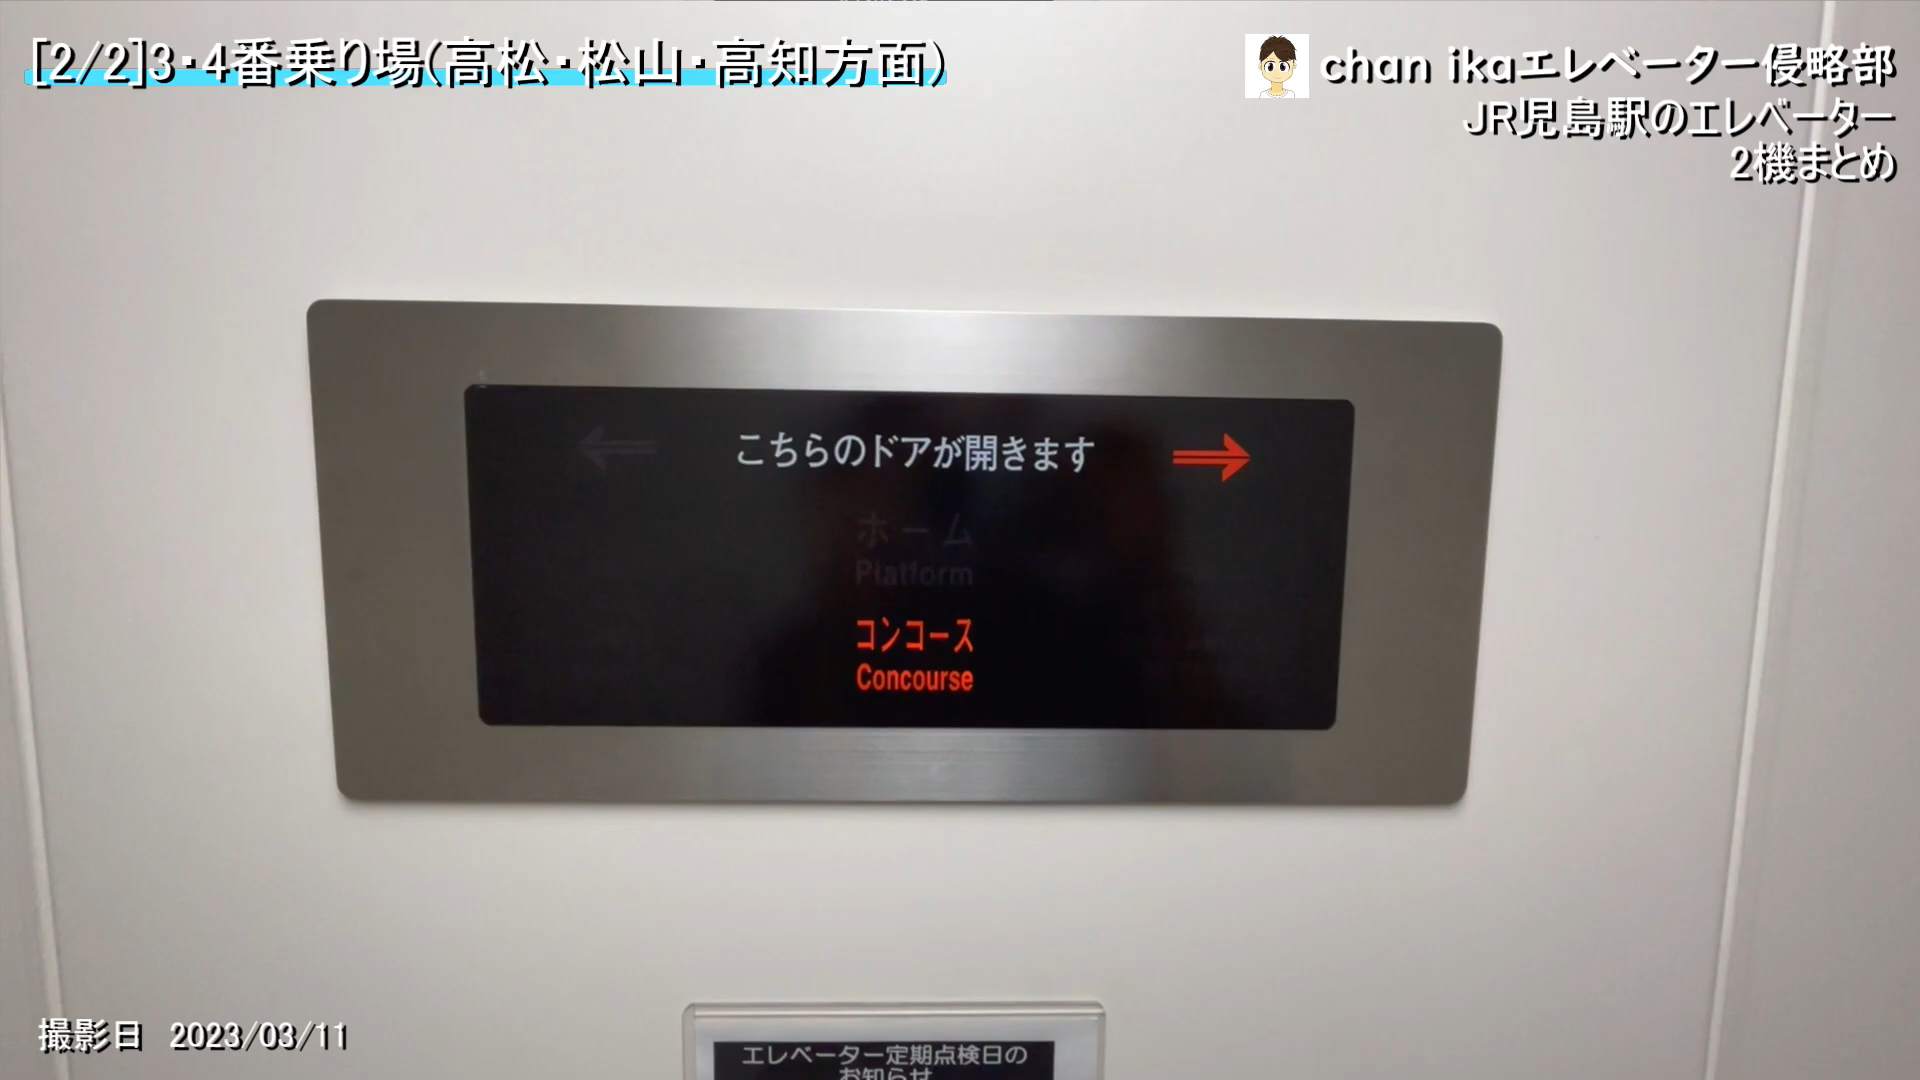 [2/2]3・4番乗り場(高松・松山・高知方面)
chan ikaエレベーター侵略部
JR児島駅のエレベーター
2機まとめ
こちらのドアが開きます
ホーム
Platform
コンコース
Concourse
エレベーター定期点検日の
お知らせ
撮影日 2023/03/11